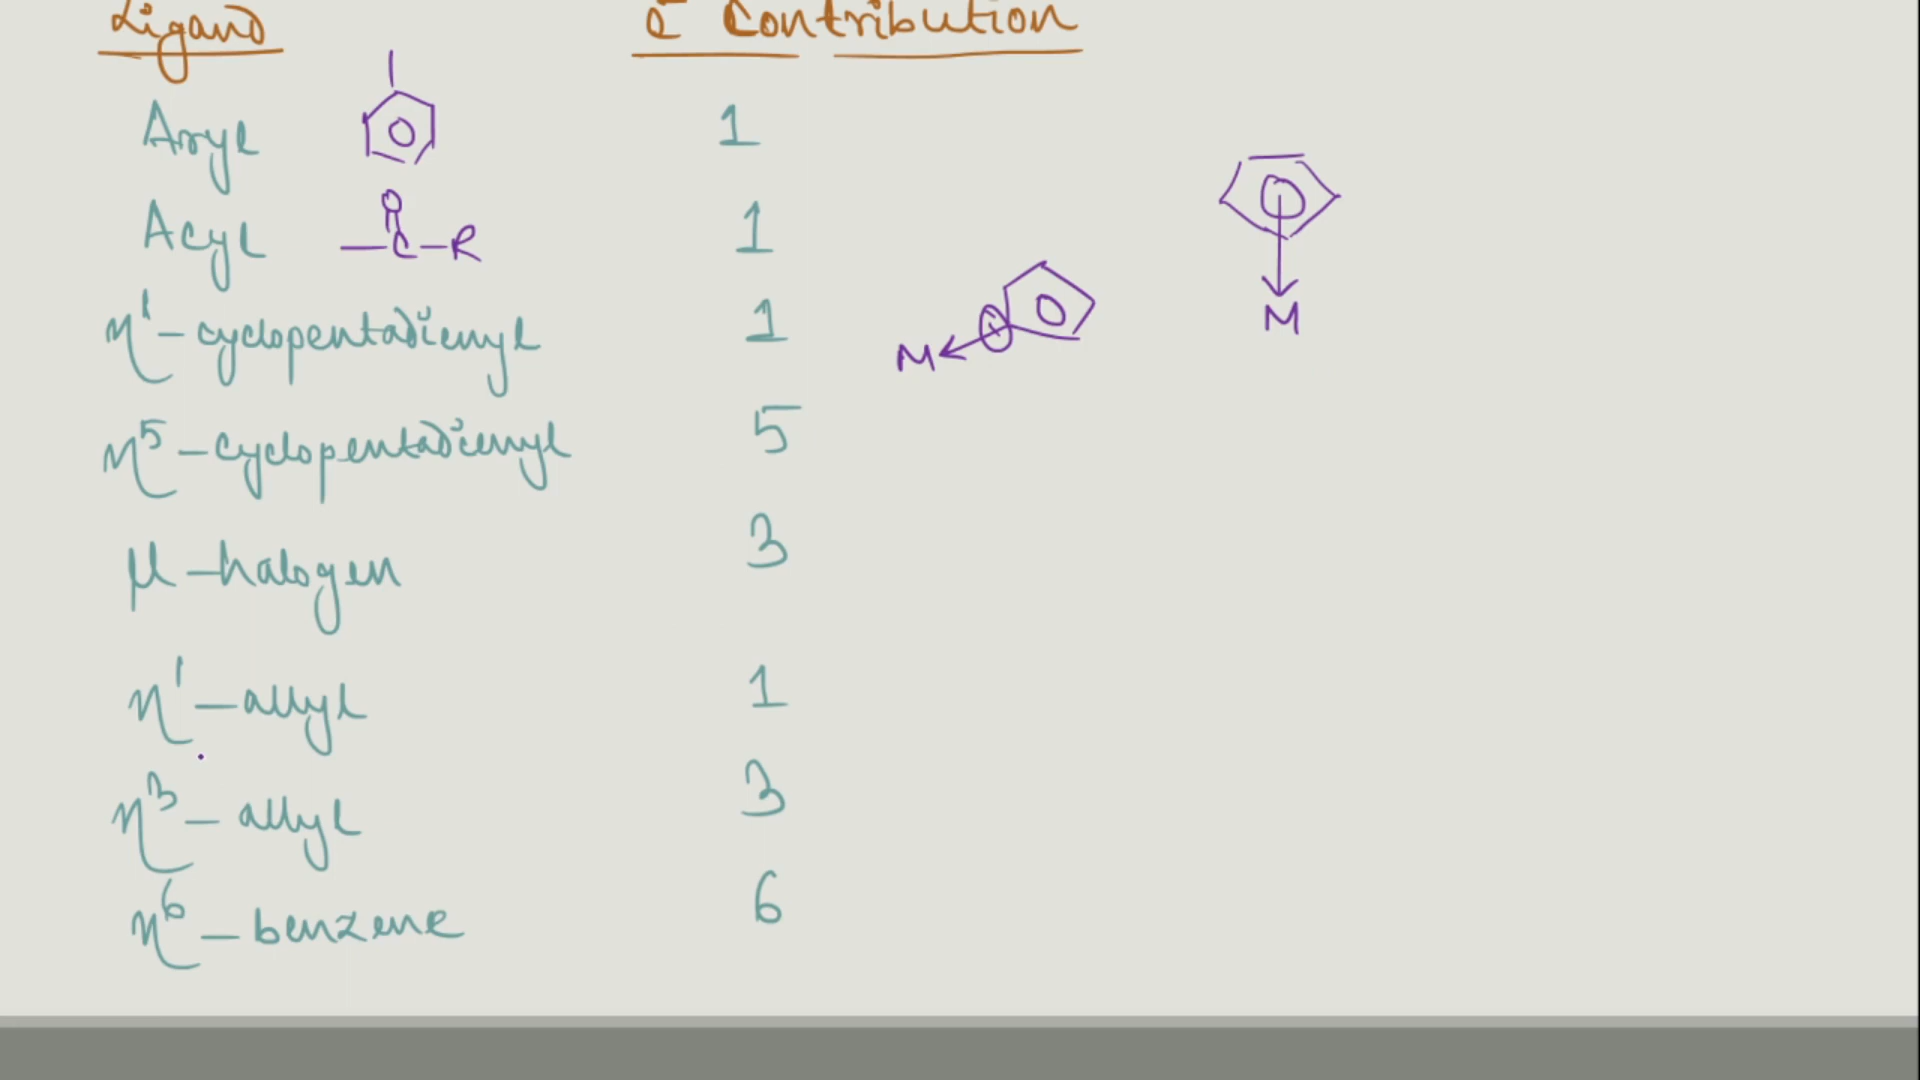 Ligand ē Contribution
Aryl 1
Acyl O
—C—R 1
η¹–cyclopentadienyl 1
η⁵–cyclopentadienyl 5
μ–halogen 3
η¹–allyl 1
η³–allyl 3
η⁶–benzene 6
M
M